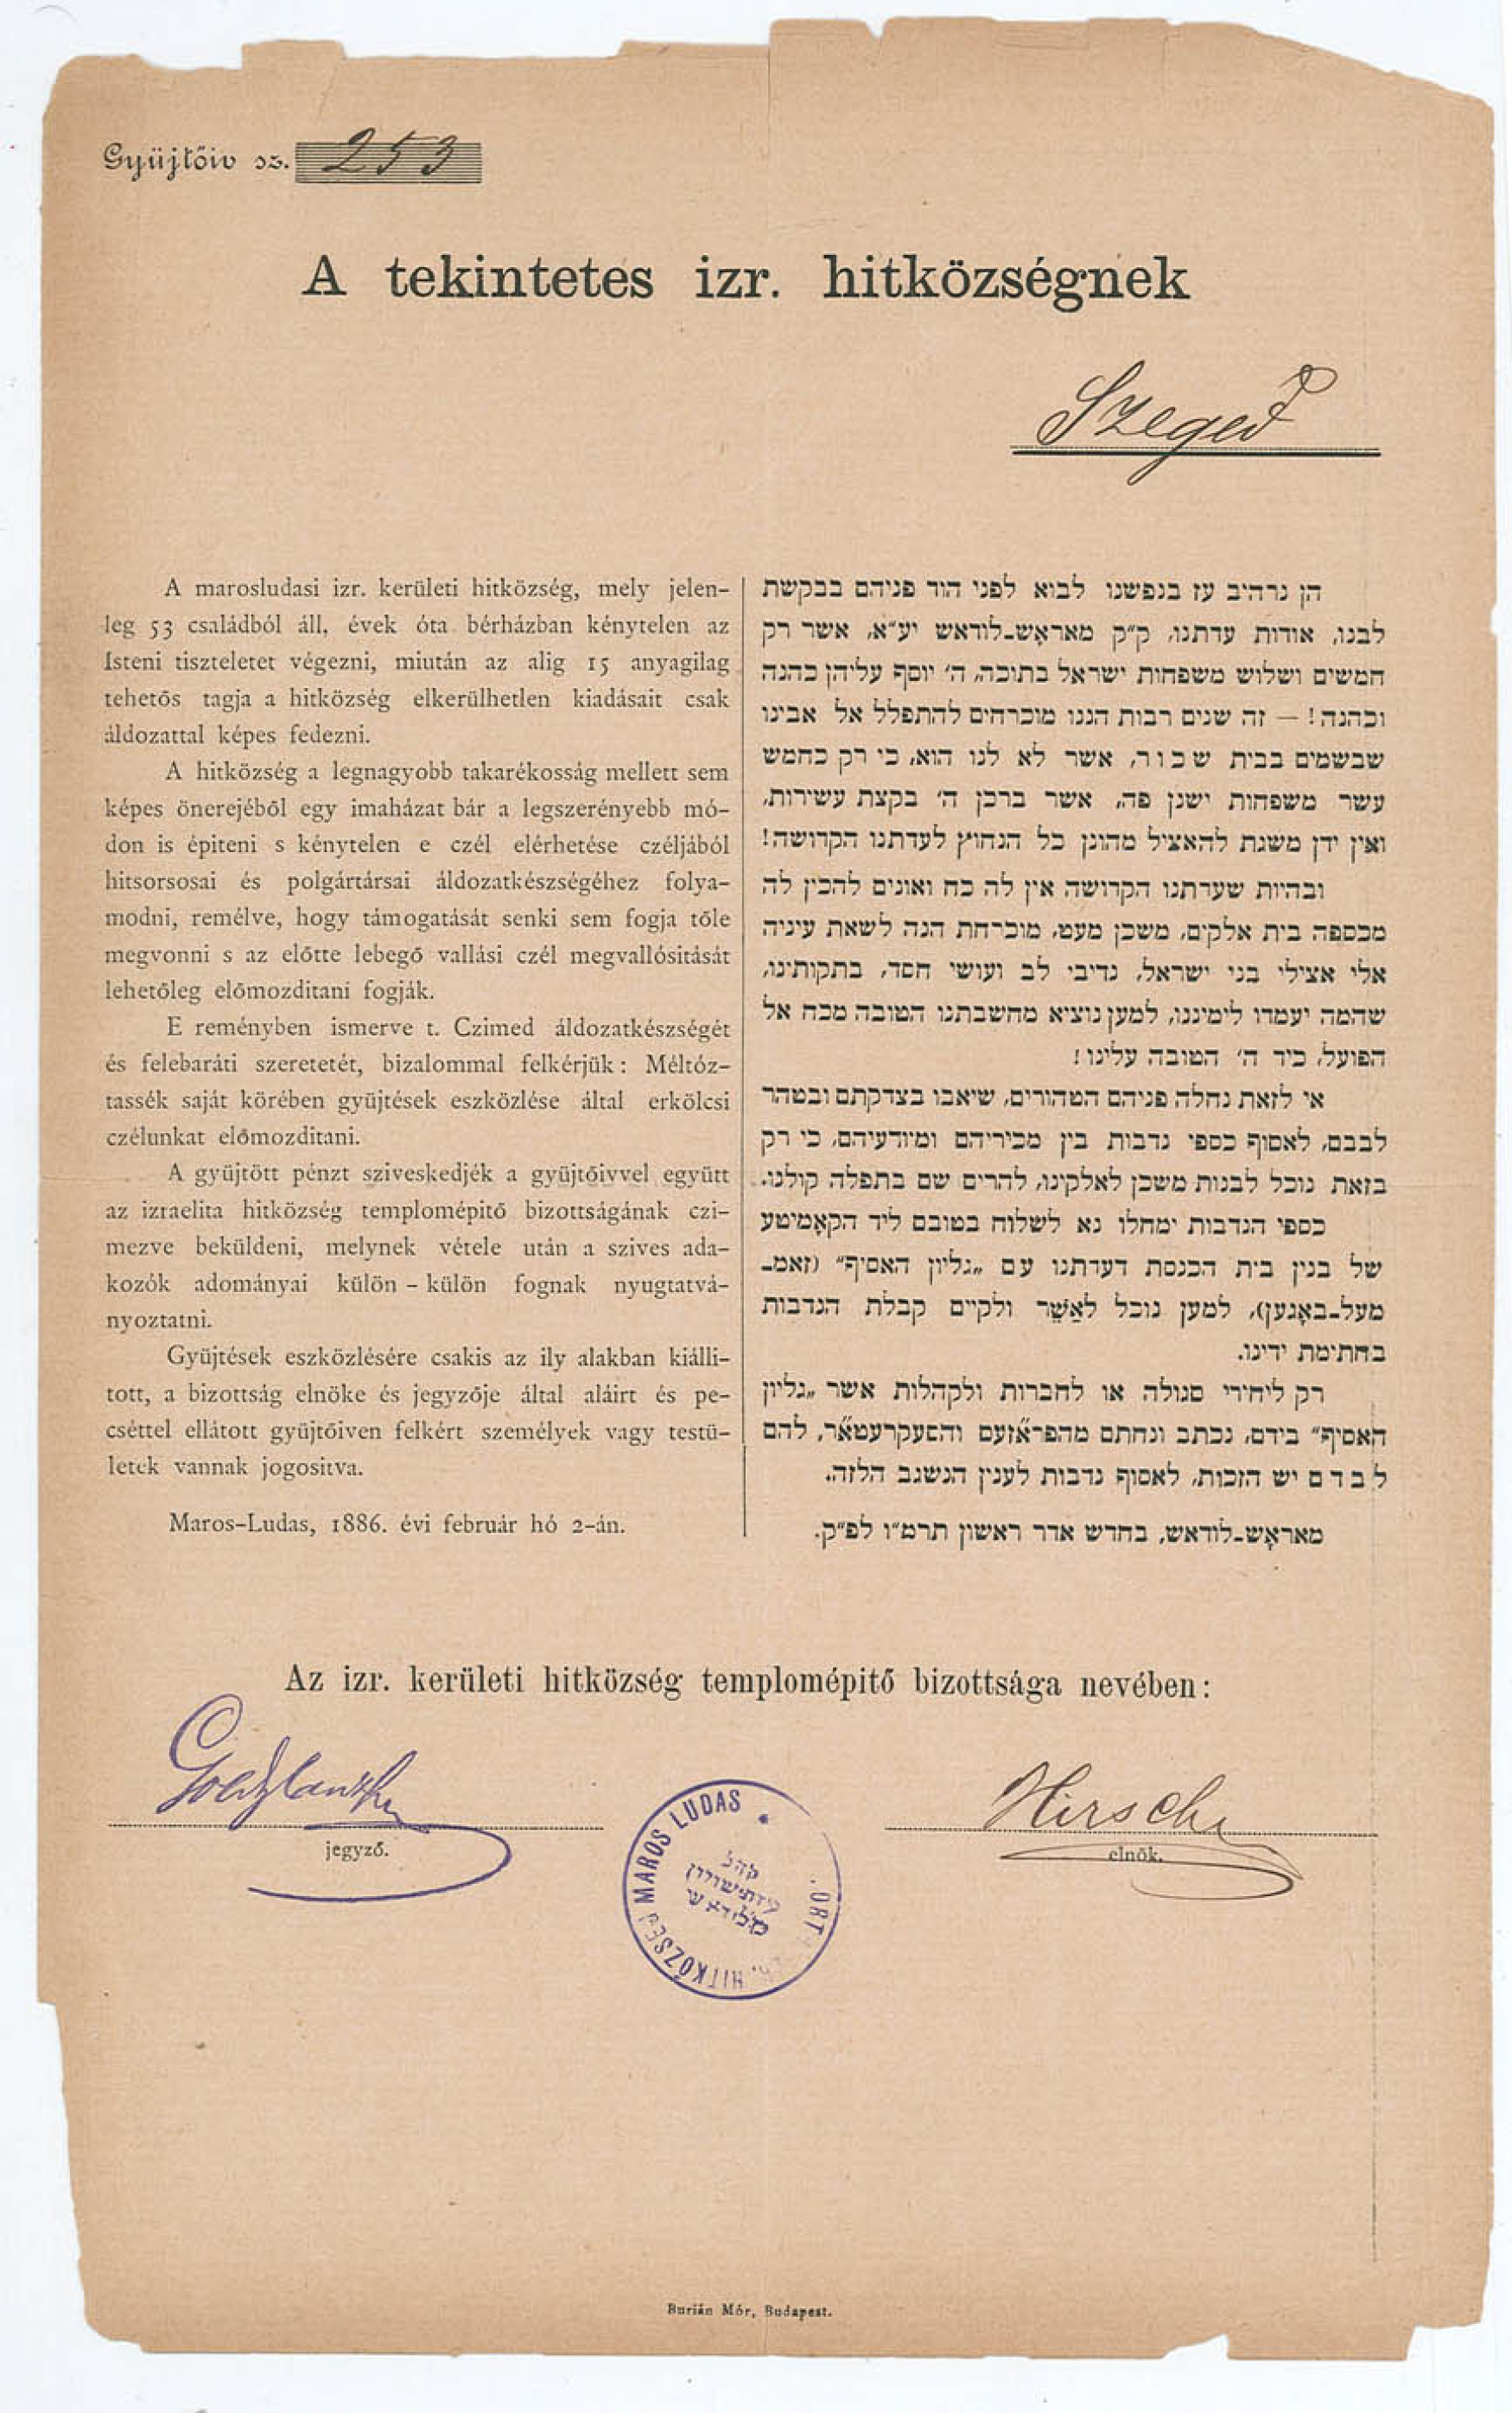 Gyüjtőiv sz. 253
A tekintetes izr. hitközségnek
Szeged
A marosludasi izr. kerületi hitközség, mely jelen-
leg 53 családból áll, évek óta bérházban kénytelen az
Isteni tiszteletet végezni, miután az alig 15 anyagilag
tehetős tagja a hitközség elkerülhetlen kiadásait csak
áldozattal képes fedezni.
A hitközség a legnagyobb takarékosság mellett sem
képes önerejéből egy imaházat bár a legszerényebb mó-
don is épiteni s kénytelen e czél elérhetése czéljából
hitsorsosai és polgártársai áldozatkészségéhez folya-
modni, remélve, hogy támogatását senki sem fogja tőle
megvonni s az előtte lebegő vallási czél megvallósitását
lehetőleg előmozditani fogják.
E reményben ismerve t. Czimed áldozatkészségét
és felebaráti szeretetét, bizalommal felkérjük: Méltóz-
tassék saját körében gyüjtések eszközlése által erkölcsi
czélunkat előmozditani.
A gyüjtött pénzt sziveskedjék a gyüjtőivvel együtt
az izraelita hitközség templomépitő bizottságának czi-
mezve beküldeni, melynek vétele után a szives ada-
kozók adományai külön-külön fognak nyugtatvá-
nyoztatni.
Gyüjtések eszközlésére csakis az ily alakban kiálli-
tott, a bizottság elnöke és jegyzője által aláirt és pe-
cséttel ellátott gyüjtőiven felkért személyek vagy testü-
letek vannak jogositva.
Maros-Ludas, 1886. évi február hó 2-án.
הן נרהיב עז בנפשנו לבוא לפני הוד פניהם בבקשת
לבנו, אודות עדתנו, ק״ק מאראָש-לודאש יע״א, אשר רק
חמשים ושלוש משפחות ישראל בתוכה, ה' יוסף עליהן כהנה
וכהנה! — זה שנים רבות הננו מוכרחים להתפלל אל אבינו
שבשמים בבית שכור, אשר לא לנו הוא, כי רק כחמש
עשר משפחות ישנן פה, אשר ברכן ה' בקצת עשירות,
ואין ידן משגת להאציל מהונן כל הנחוץ לעדתנו הקדושה!
ובהיות שעדתנו הקדושה אין לה כח ואונים להכין לה
מכספה בית אלקים, משכן מעט, מוכרחת הנה לשאת עיניה
אלי אצילי בני ישראל, נדיבי לב ועושי חסד, בתקותינו,
שהמה יעמדו לימיננו, למען נוציא מחשבתנו הטובה מכח אל
הפועל, כיד ה' הטובה עלינו!
אי לזאת נחלה פניהם הטהורים, שיאבו בצדקתם ובטהר
לבבם, לאסוף כספי נדבות בין מכיריהם ומיודעיהם, כי רק
בזאת נוכל לבנות משכן לאלקינו, להרים שם בתפלה קולנו.
כספי הנדבות ימחלו נא לשלוח בטובם ליד הקאָמיטע
של בנין בית הכנסת דעדתנו עם „גליון האסיף“ (זאמ-
מעל-באָגען), למען נוכל לאַשֵר ולקיים קבלת הנדבות
בחתימת ידינו.
רק ליחידי סגולה או לחברות ולקהלות אשר „גליון
האסיף“ בידם, נכתב ונחתם מהפראָזעס והסעקרעטאָר, להם
לבדם יש הזכות, לאסוף נדבות לענין הנשגב הלזה.
מאראָש-לודאש, בחדש אדר ראשון תרמ״ו לפ״ק.
Az izr. kerületi hitközség templomépitő bizottsága nevében:
Hirsch
jegyző.
elnök.
MAROS LUDAS
ORT. HITKÖZSÉG
קהל
Burián Mór, Budapest.